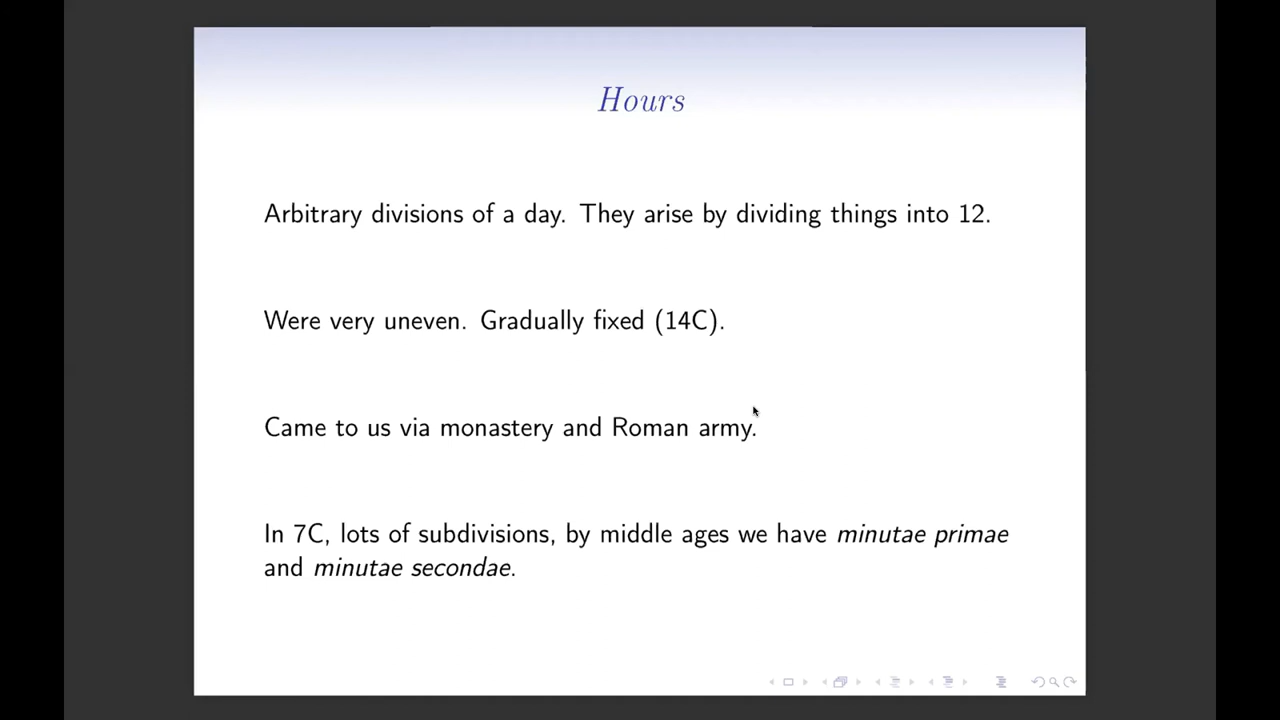 Hours
Arbitrary divisions of a day. They arise by dividing things into 12.
Were very uneven. Gradually fixed (14C).
Came to us via monastery and Roman army.
In 7C, lots of subdivisions, by middle ages we have minutae primae
and minutae secondae.